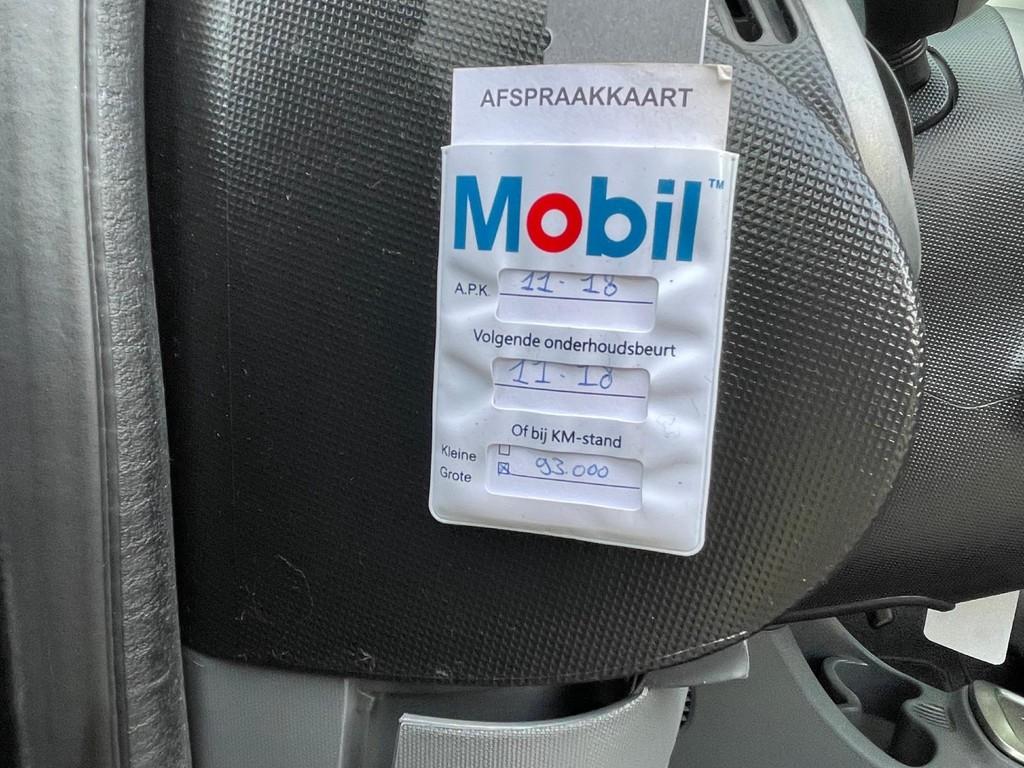 AFSPRAAKKAART
Mobil™
A.P.K. 11-18
Volgende onderhoudsbeurt
11-18
Of bij KM-stand
Kleine
Grote 93.000